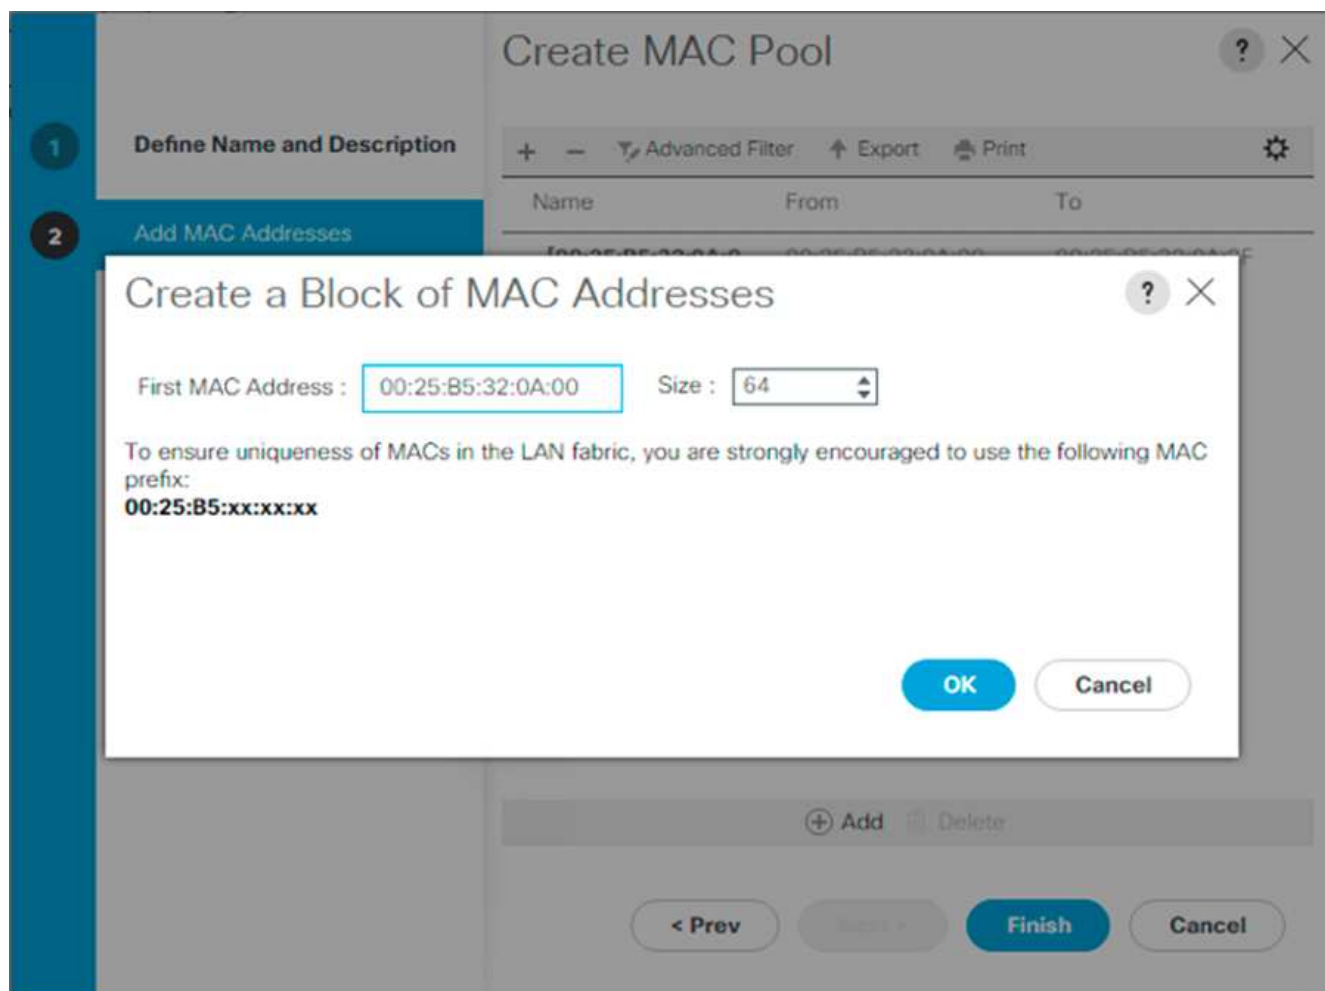 Create MAC Pool
?
1
Define Name and Description
+ − Advanced Filter Export Print
Name From To
2
Add MAC Addresses
Create a Block of MAC Addresses
?
First MAC Address : 00:25:B5:32:0A:00 Size : 64
To ensure uniqueness of MACs in the LAN fabric, you are strongly encouraged to use the following MAC
prefix:
00:25:B5:xx:xx:xx
OK Cancel
Add Delete
< Prev Finish Cancel